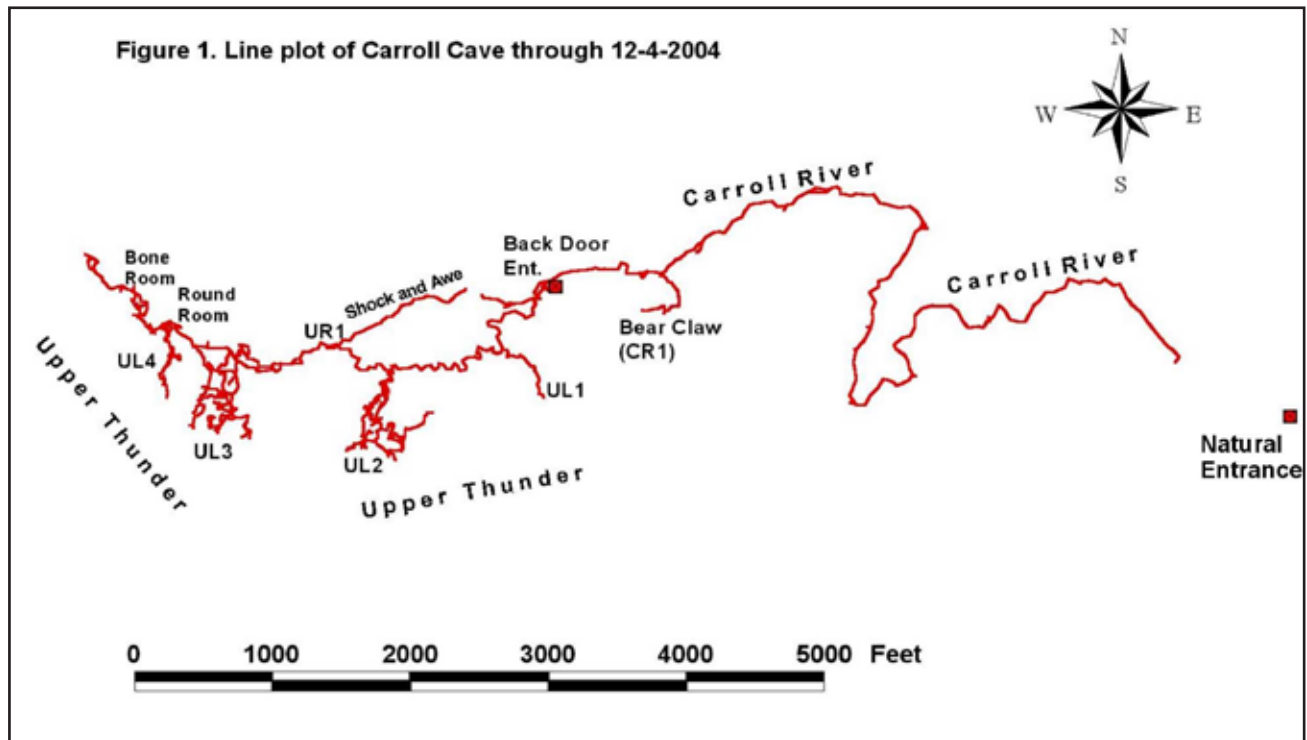 Figure 1. Line plot of Carroll Cave through 12-4-2004
N
W
E
S
Carroll River
Back Door
Ent.
Carroll River
Bone
Room
Round
Room
Shock and Awe
UR1
Bear Claw
(CR1)
UL4
UL1
Upper Thunder
UL3
UL2
Upper Thunder
Natural
Entrance
0 1000 2000 3000 4000 5000 Feet